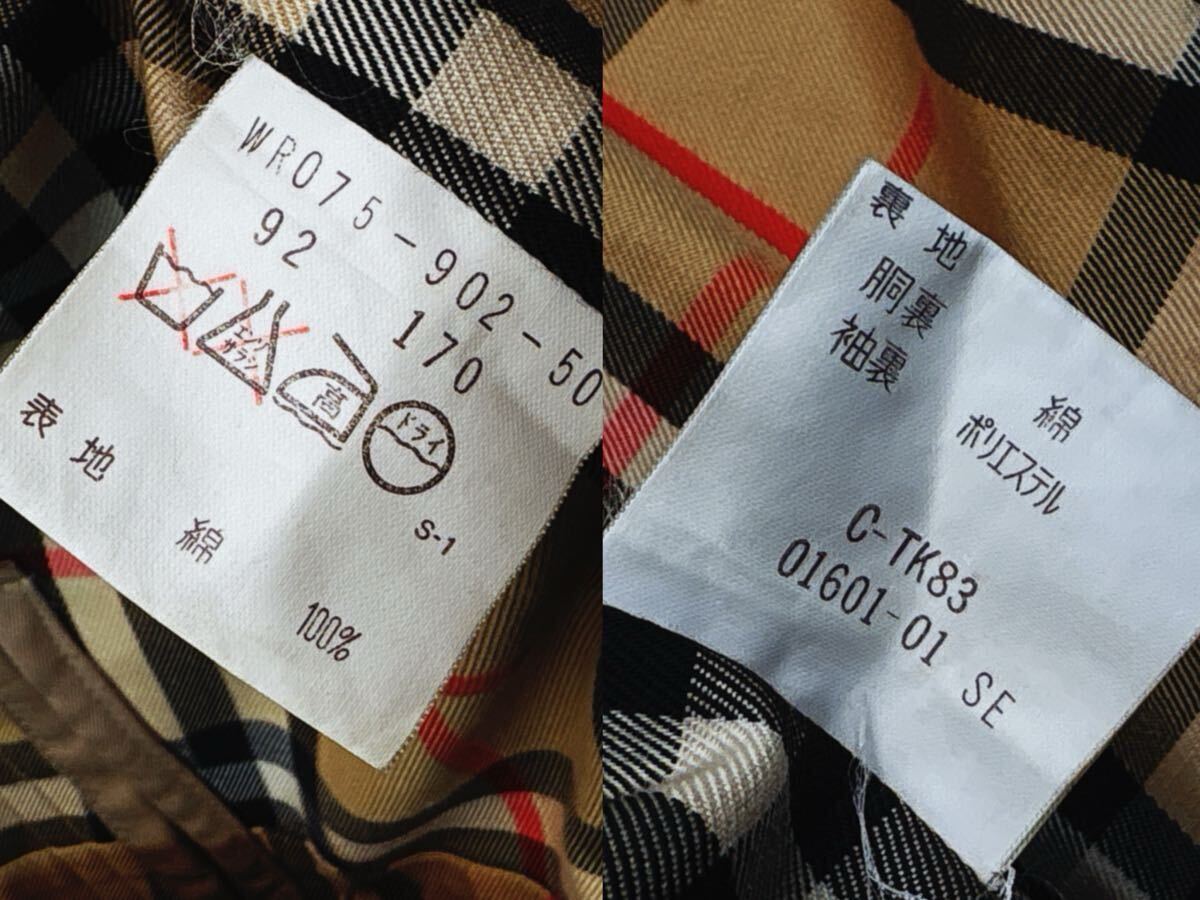 WR075-902-50
92 170
エンソ
サラシ
高
ドライ
S-1
表地
綿 100%
裏地
胴裏 綿
袖裏 ポリエステル
C-TK83
01601-01 SE